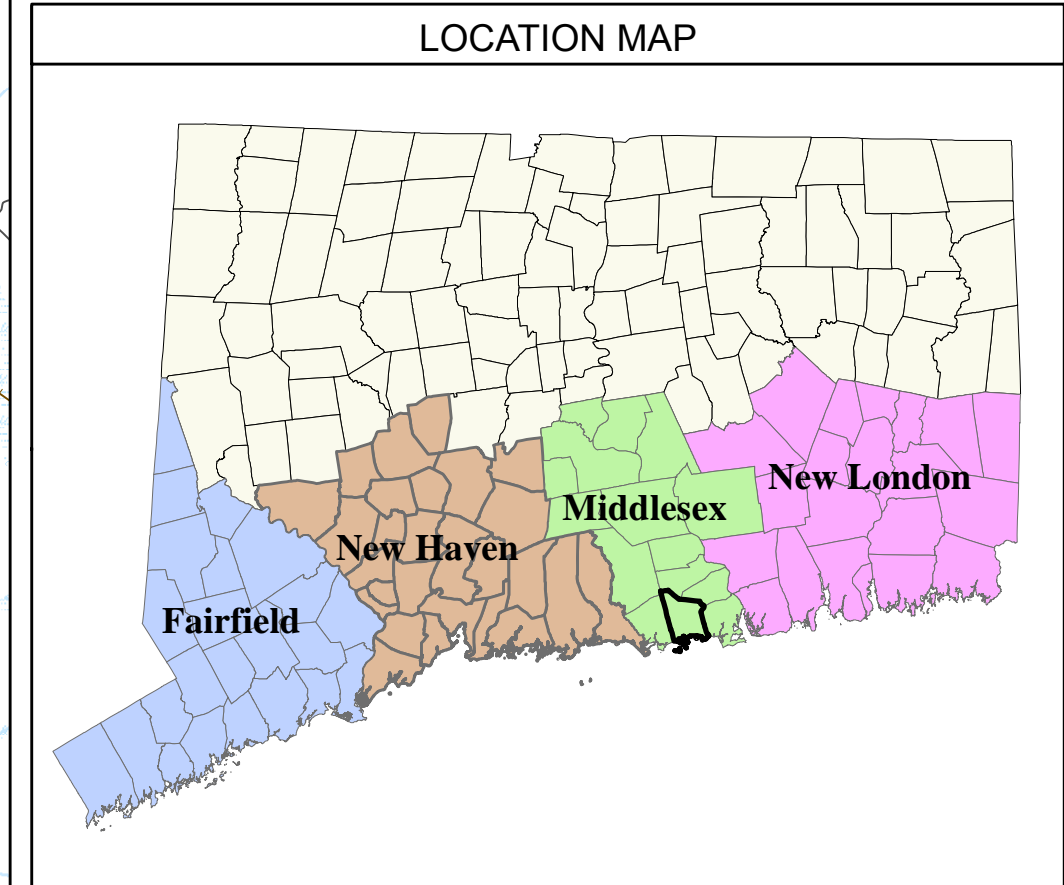 LOCATION MAP
New London
Middlesex
New Haven
Fairfield